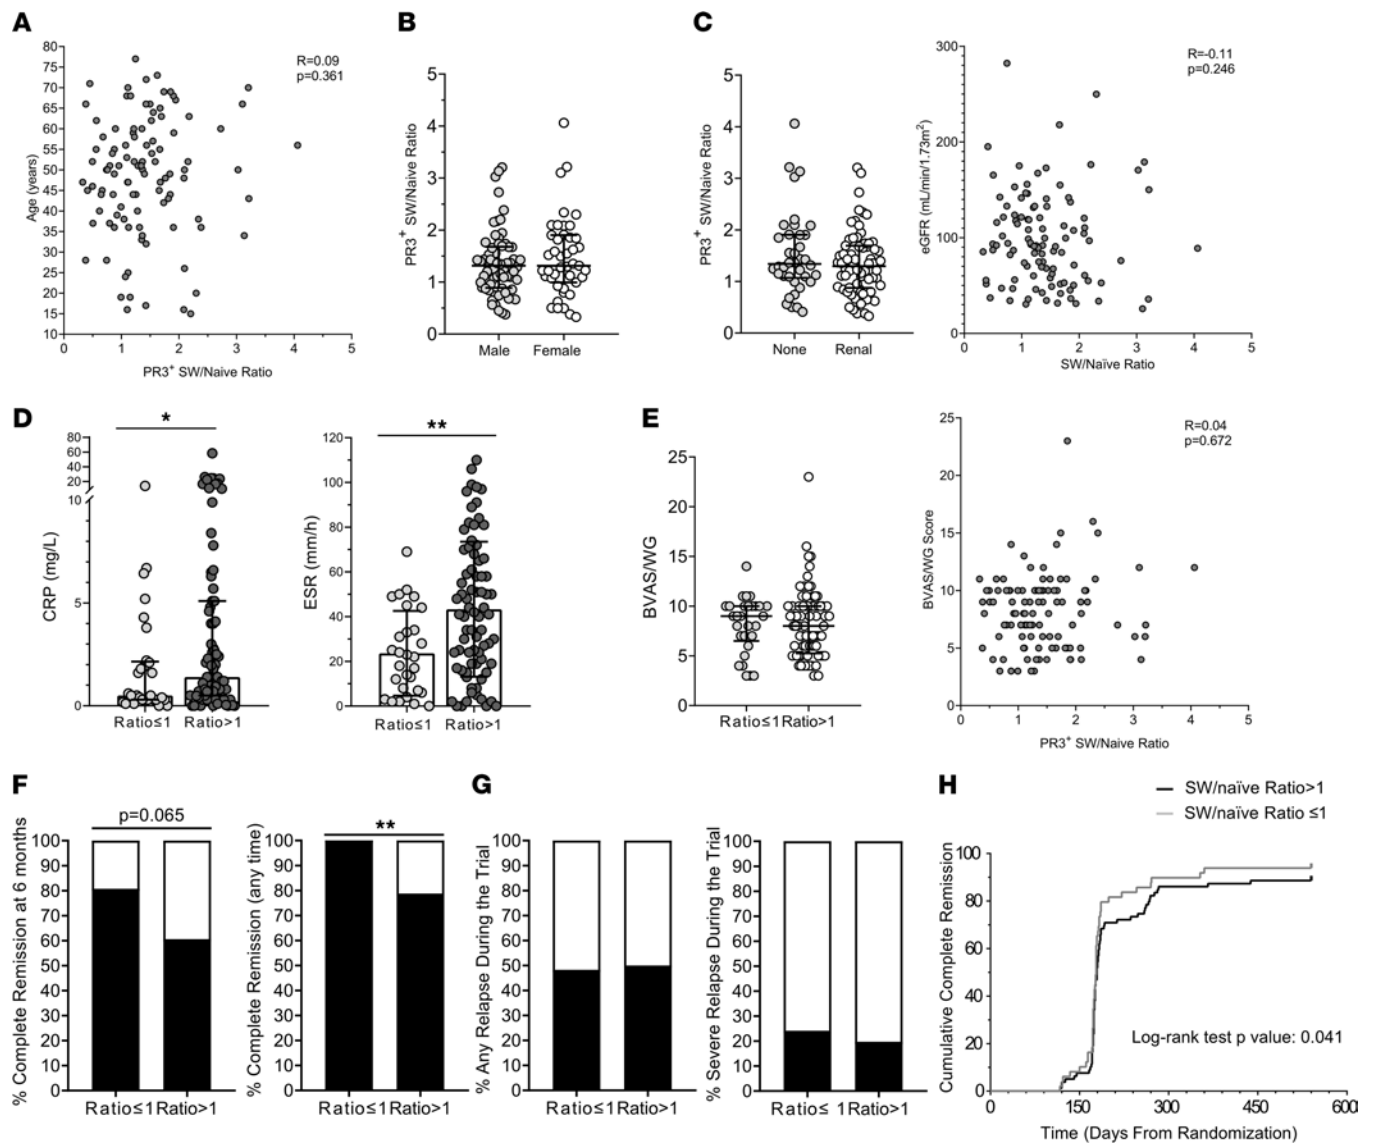 A
80
75
70
65
60
55
50
45
40
35
30
25
20
15
10
Age (years)
0 1 2 3 4 5
PR3+ SW/Naive Ratio
R=0.09
p=0.361
B
5
4
3
2
1
0
PR3+ SW/Naive Ratio
Male Female
C
5
4
3
2
1
0
PR3+ SW/Naive Ratio
None Renal
300
200
100
0
eGFR (mL/min/1.73m2)
0 1 2 3 4 5
SW/Naïve Ratio
R=-0.11
p=0.246
D
*
80
60
40
20
10
5
0
CRP (mg/L)
Ratio≤1 Ratio>1
**
120
100
80
60
40
20
0
ESR (mm/h)
Ratio≤1 Ratio>1
E
25
20
15
10
5
0
BVAS/WG
Ratio≤1 Ratio>1
25
20
15
10
5
0
BVAS/WG Score
0 1 2 3 4 5
PR3+ SW/Naive Ratio
R=0.04
p=0.672
F
p=0.065
100
90
80
70
60
50
40
30
20
10
0
% Complete Remission at 6 months
Ratio≤1 Ratio>1
**
100
90
80
70
60
50
40
30
20
10
0
% Complete Remission (any time)
Ratio≤1 Ratio>1
G
100
90
80
70
60
50
40
30
20
10
0
% Any Relapse During the Trial
Ratio≤1 Ratio>1
100
90
80
70
60
50
40
30
20
10
0
% Severe Relapse During the Trial
Ratio≤ 1 Ratio>1
H
SW/naïve Ratio>1
SW/naïve Ratio ≤1
100
80
60
40
20
0
Cumulative Complete Remission
Log-rank test p value: 0.041
0 150 300 450 600
Time (Days From Randomization)